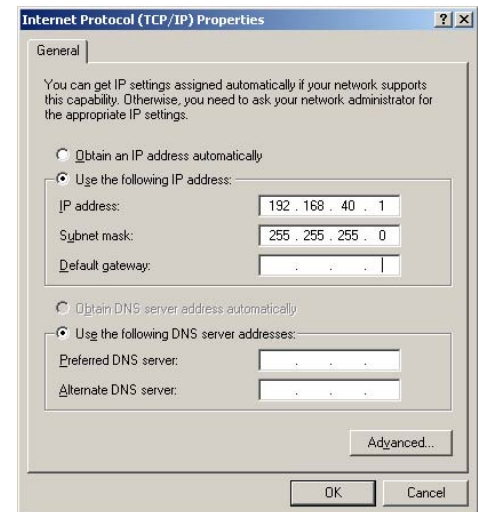 Internet Protocol (TCP/IP) Properties
? X
General
You can get IP settings assigned automatically if your network supports
this capability. Otherwise, you need to ask your network administrator for
the appropriate IP settings.
Obtain an IP address automatically
Use the following IP address:
IP address: 192 . 168 . 40 . 1
Subnet mask: 255 . 255 . 255 . 0
Default gateway: . . .
Obtain DNS server address automatically
Use the following DNS server addresses:
Preferred DNS server: . . .
Alternate DNS server: . . .
Advanced...
OK Cancel